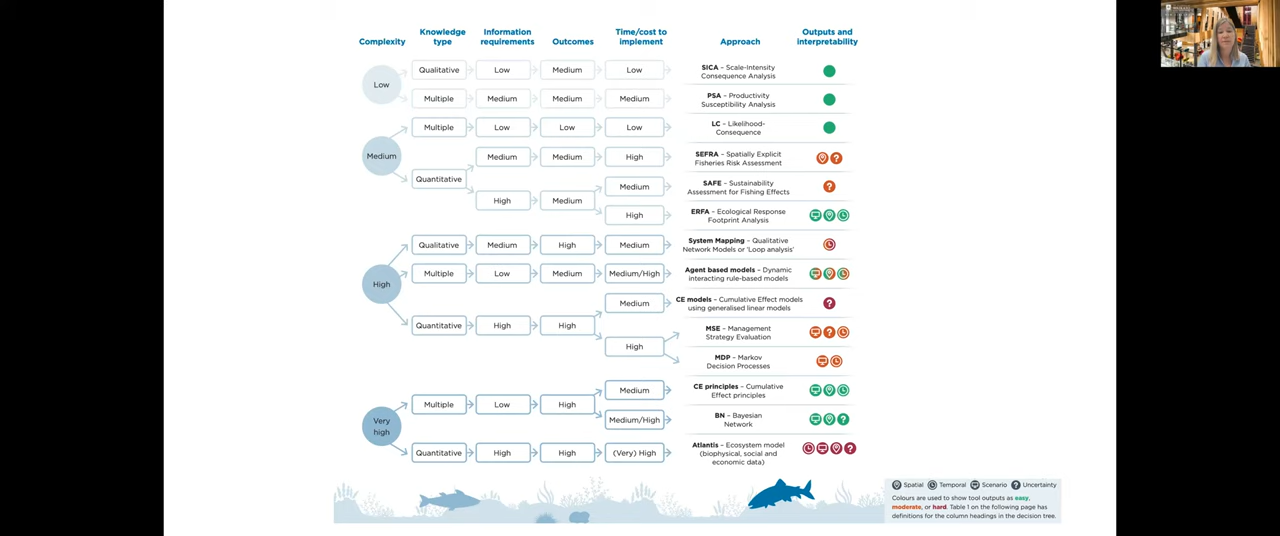 Complexity
Knowledge
type
Information
requirements
Outcomes
Time/cost to
implement
Approach
Outputs and
interpretability
Low
Qualitative
Low
Medium
Low
SICA – Scale-Intensity
Consequence Analysis
Multiple
Medium
Medium
Medium
PSA – Productivity
Susceptibility Analysis
Medium
Multiple
Low
Low
Low
LC – Likelihood-
Consequence
Quantitative
Medium
Medium
High
SEFRA – Spatially Explicit
Fisheries Risk Assessment
High
Medium
Medium
SAFE – Sustainability
Assessment for Fishing Effects
High
ERFA – Ecological Response
Footprint Analysis
High
Qualitative
Medium
High
Medium
System Mapping – Qualitative
Network Models or 'Loop analysis'
Multiple
Low
Medium
Medium/High
Agent based models – Dynamic
interacting rule-based models
Quantitative
High
High
Medium
CE models – Cumulative Effect models
using generalised linear models
High
MSE – Management
Strategy Evaluation
MDP – Markov
Decision Processes
Very
high
Multiple
Low
High
Medium
CE principles – Cumulative
Effect principles
Medium/High
BN – Bayesian
Network
Quantitative
High
High
(Very) High
Atlantis – Ecosystem model
(biophysical, social and
economic data)
Spatial
Temporal
Scenario
? Uncertainty
Colours are used to show tool outputs as easy,
moderate, or hard. Table 1 on the following page has
definitions for the column headings in the decision tree.